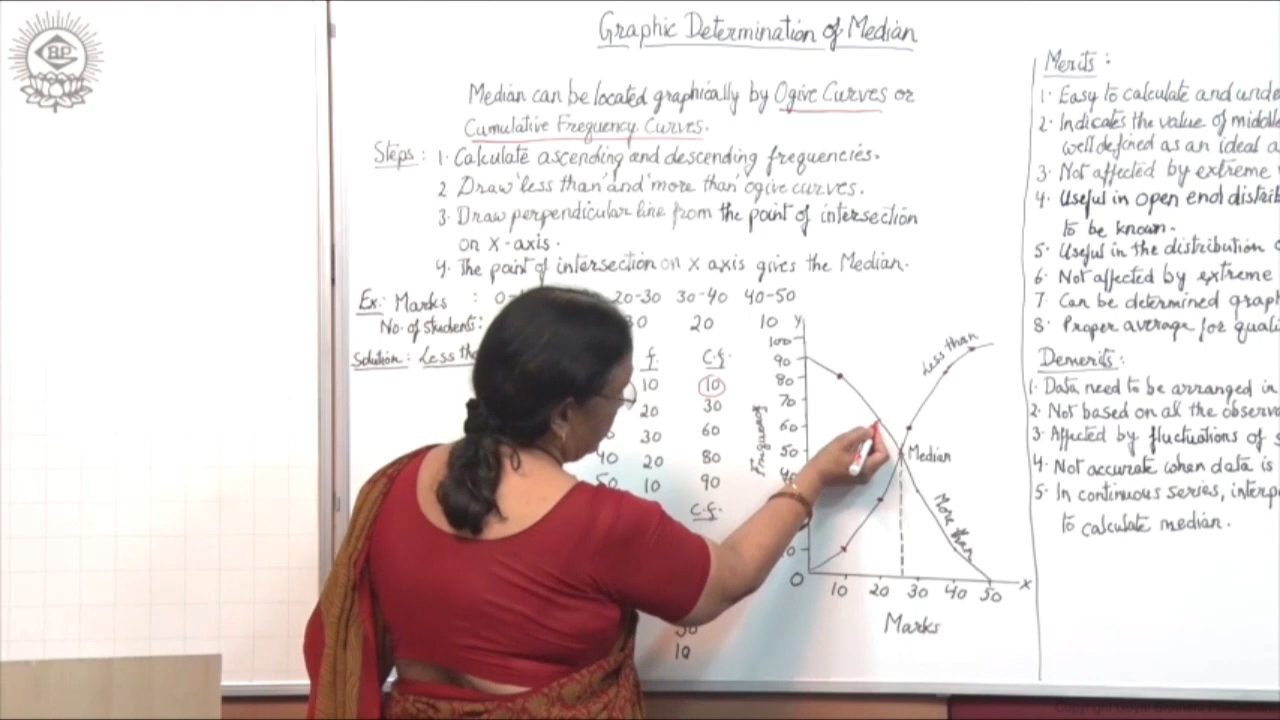 BP
Graphic Determination of Median
Median can be located graphically by Ogive Curves or
Cumulative Frequency Curves.
Steps : 1. Calculate ascending and descending frequencies.
2 Draw 'less than' and 'more than' ogive curves.
3. Draw perpendicular line from the point of intersection
on X-axis.
4. The point of intersection on X axis gives the Median.
Ex: Marks : 20-30 30-40 40-50
No. of students: 20 10
Solution: Less
f. c.f.
10 10
20 30
30 60
40 20 80
50 10 90
c.f.
10
Y
100
90
80
70
60
50
40
10
0
10 20 30 40 50 X
Marks
Frequency
Less than
Median
More than
Merits :
1. Easy to calculate and
2. Indicates the value of
well defined as an ideal
3. Not affected by extreme
4. Useful in open end
to be known.
5. Useful in the distribution
6. Not affected by extreme
7. Can be determined
8. Proper average for
Demerits :
1. Data need to be arranged in
2. Not based on all the
3. Affected by fluctuations of
4. Not accurate when data is
5. In continuous series,
to calculate median.